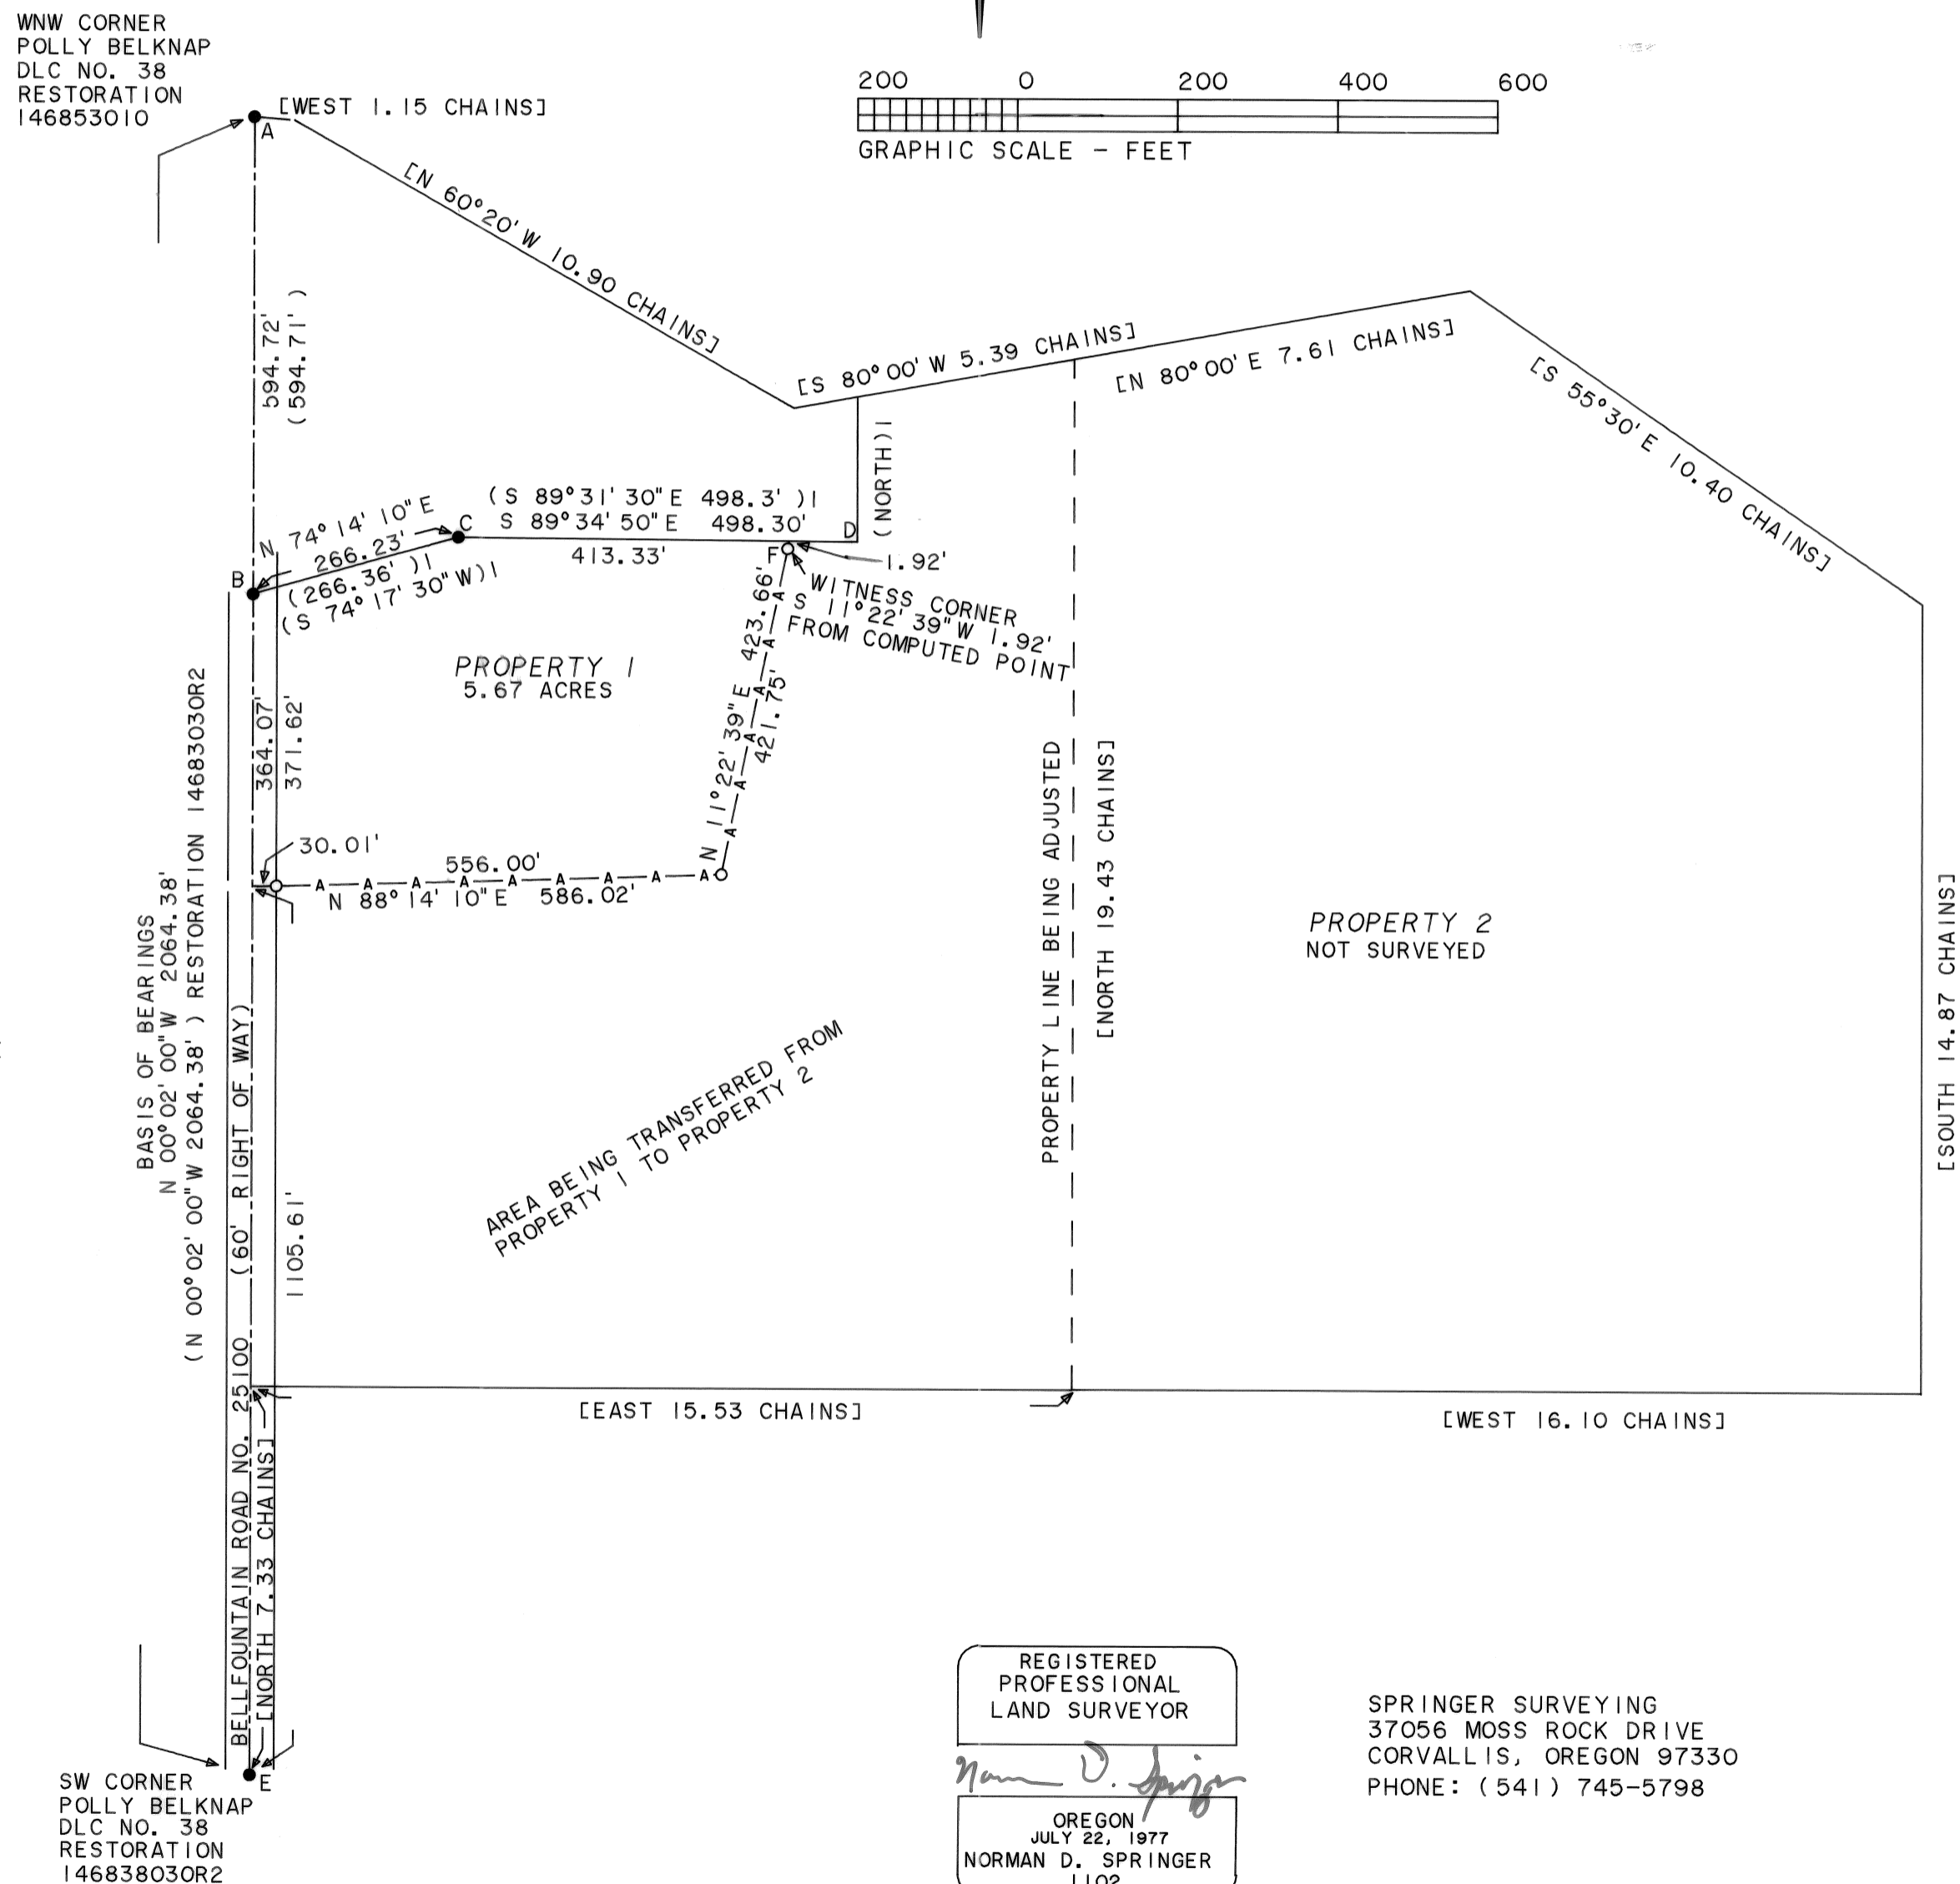 WNW CORNER
POLLY BELKNAP
DLC NO. 38
RESTORATION
146853010
A
[WEST 1.15 CHAINS]
200 0 200 400 600
GRAPHIC SCALE - FEET
[N 60°20' W 10.90 CHAINS]
594.72'
(594.71' )
[S 80°00' W 5.39 CHAINS]
[N 80°00' E 7.61 CHAINS]
[S 55°30' E 10.40 CHAINS]
(NORTH)1
(S 89°31' 30" E 498.3' )1
S 89°34' 50" E 498.30'
C
D
413.33'
N 74° 14' 10" E
266.23'
(266.36' )1
(S 74° 17' 30" W)1
B
F
1.92'
WITNESS CORNER
S 11°22' 39" W 1.92'
FROM COMPUTED POINT
PROPERTY 1
5.67 ACRES
N 11°22' 39" E 423.66'
421.75'
364.07'
371.62'
30.01'
556.00'
N 88° 14' 10" E 586.02'
A A A A A A A A A
A A A A A A
PROPERTY LINE BEING ADJUSTED
[NORTH 19.43 CHAINS]
PROPERTY 2
NOT SURVEYED
[SOUTH 14.87 CHAINS]
BASIS OF BEARINGS
N 00°02' 00" W 2064.38'
(N 00°02' 00" W 2064.38' ) RESTORATION 14683030R2
AREA BEING TRANSFERRED FROM
PROPERTY 1 TO PROPERTY 2
1105.61'
BELLFOUNTAIN ROAD NO. 25100 (60' RIGHT OF WAY)
[NORTH 7.33 CHAINS]
[EAST 15.53 CHAINS]
[WEST 16.10 CHAINS]
E
SW CORNER
POLLY BELKNAP
DLC NO. 38
RESTORATION
146838030R2
REGISTERED
PROFESSIONAL
LAND SURVEYOR
Norman D. Springer
OREGON
JULY 22, 1977
NORMAN D. SPRINGER
1102
SPRINGER SURVEYING
37056 MOSS ROCK DRIVE
CORVALLIS, OREGON 97330
PHONE: (541) 745-5798